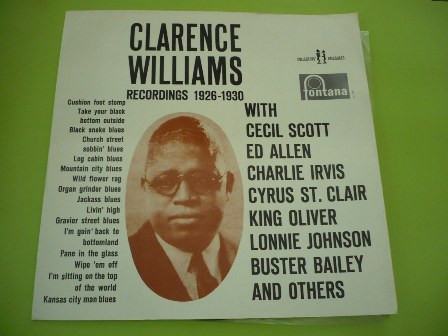 CLARENCE
WILLIAMS
RECORDINGS 1926-1930
fontana
Cushion foot stomp
Take your black
bottom outside
Black snake blues
Church street
sobbin' blues
Log cabin blues
Mountain city blues
Wild flower rag
Organ grinder blues
Jackass blues
Livin' high
Gravier street blues
I'm goin' back to
bottomland
Pane in the glass
Wipe 'em off
I'm sitting on the top
of the world
Kansas city man blues
WITH
CECIL SCOTT
ED ALLEN
CHARLIE IRVIS
CYRUS ST. CLAIR
KING OLIVER
LONNIE JOHNSON
BUSTER BAILEY
AND OTHERS